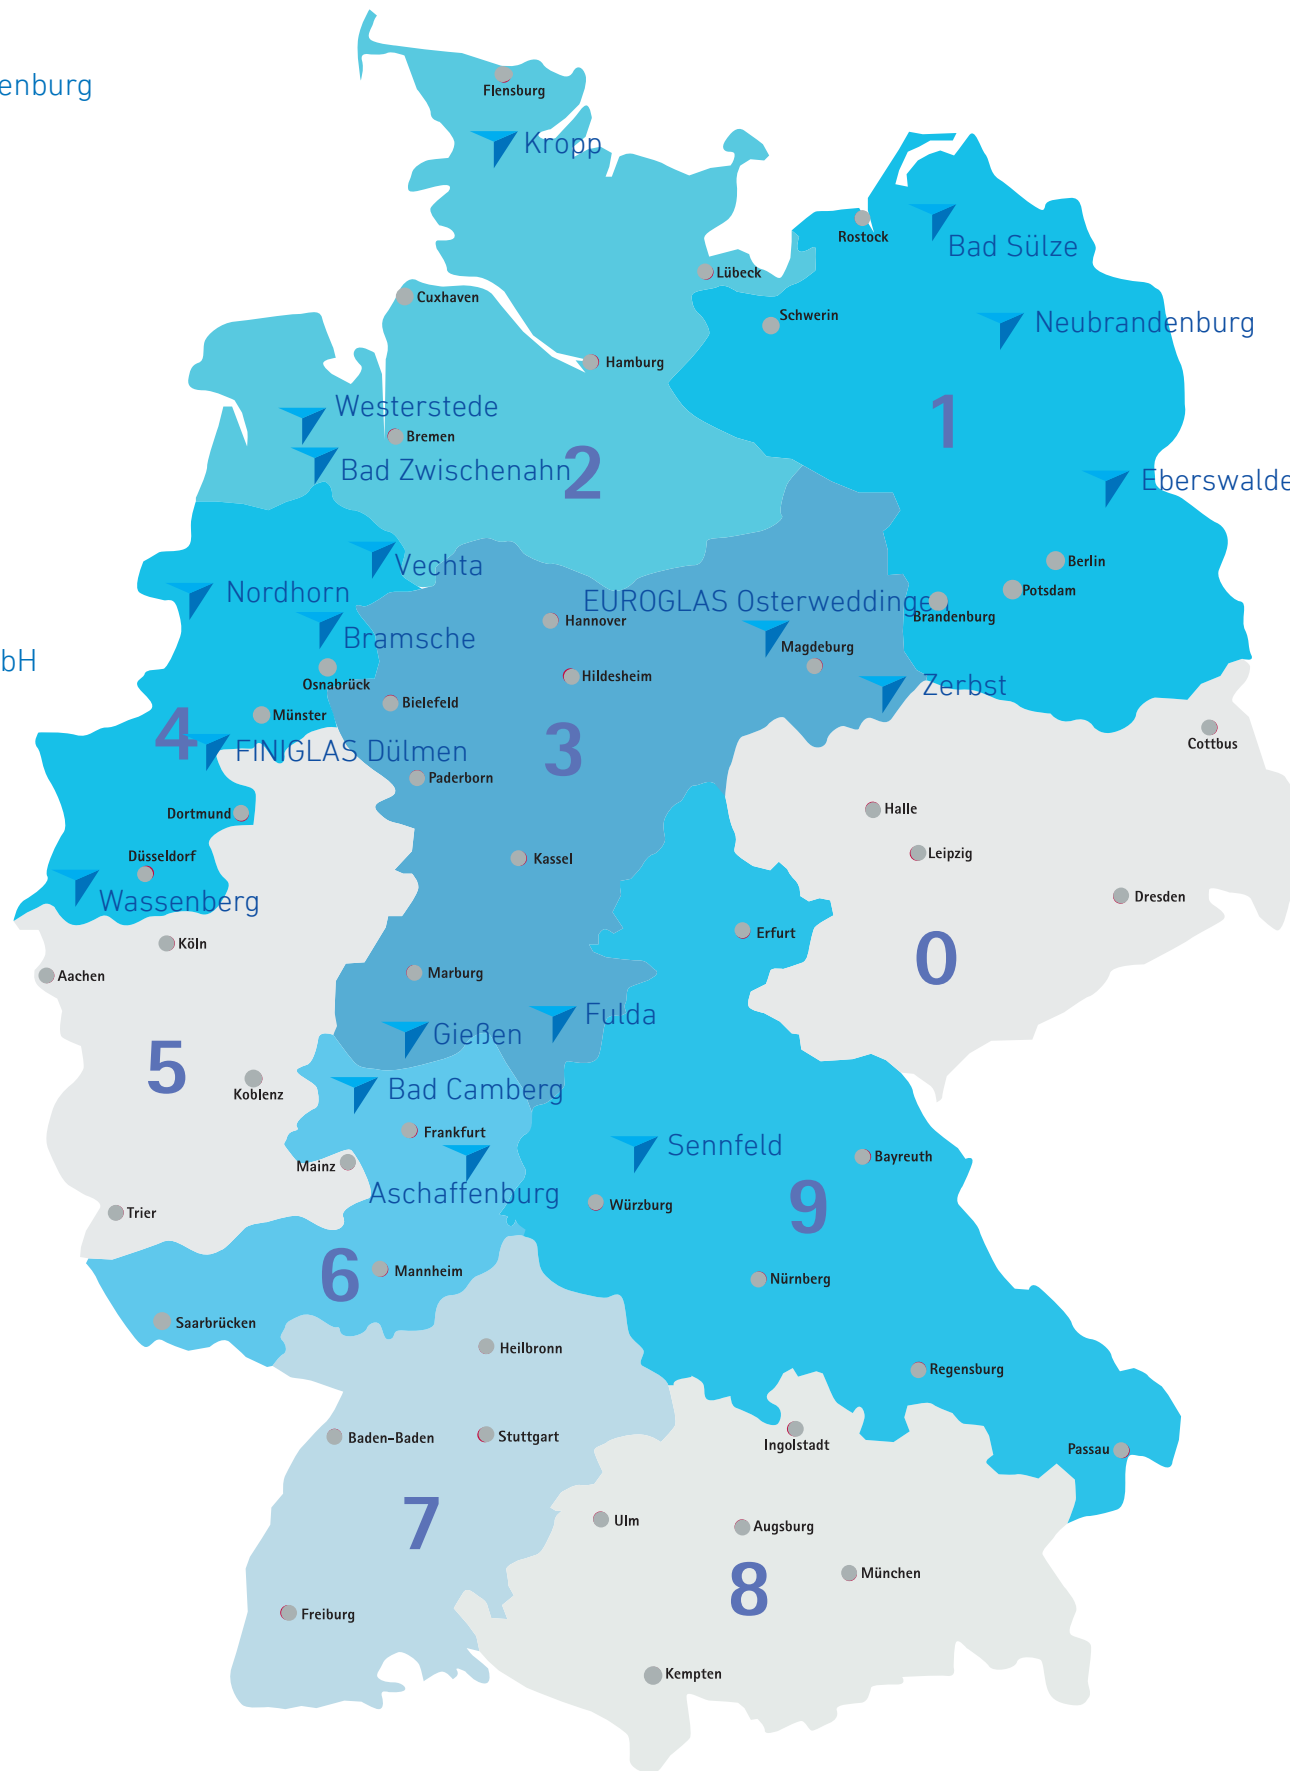 Flensburg
enburg
Kropp
Rostock
Bad Sülze
Lübeck
Cuxhaven
Schwerin
Neubrandenburg
Hamburg
Westerstede
1
Bremen
Bad Zwischenahn
2
Eberswalde
Vechta
Berlin
Nordhorn
Potsdam
EUROGLAS Osterweddingen
Brandenburg
Hannover
Bramsche
Magdeburg
bH
Osnabrück
Hildesheim
Zerbst
Bielefeld
Münster
4
3
Cottbus
FINIGLAS Dülmen
Paderborn
Halle
Dortmund
Leipzig
Düsseldorf
Kassel
Wassenberg
Dresden
Erfurt
Köln
0
Aachen
Marburg
Fulda
Gießen
5
Koblenz
Bad Camberg
Frankfurt
Sennfeld
Bayreuth
Mainz
Aschaffenburg
Würzburg
9
Trier
6
Mannheim
Nürnberg
Saarbrücken
Heilbronn
Regensburg
Baden-Baden
Stuttgart
Ingolstadt
Passau
7
Ulm
Augsburg
München
8
Freiburg
Kempten